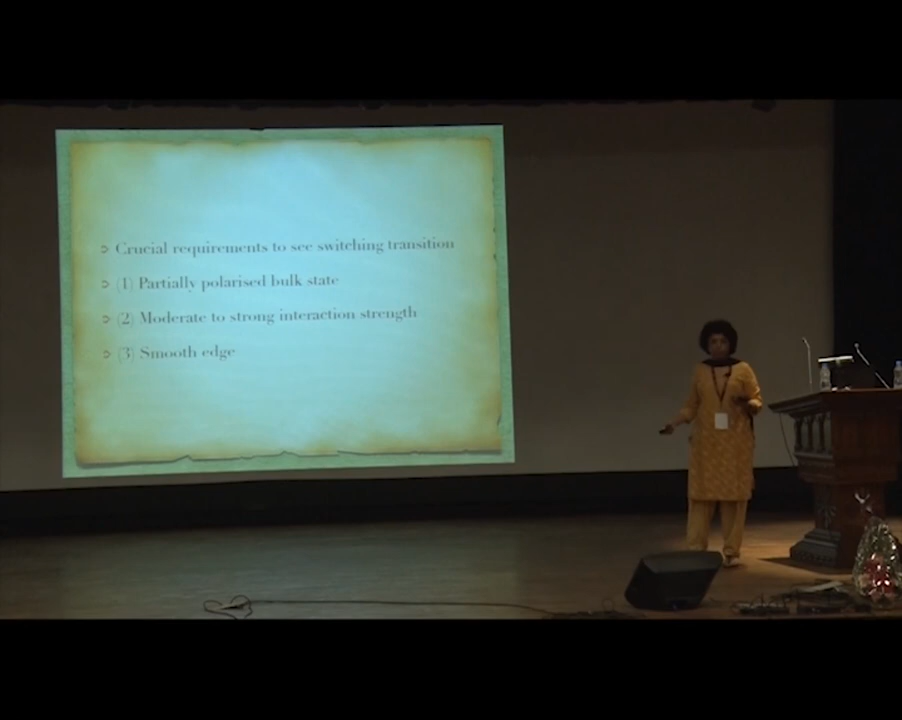 Crucial requirements to see switching transition
(1) Partially polarised bulk state
(2) Moderate to strong interaction strength
(3) Smooth edge